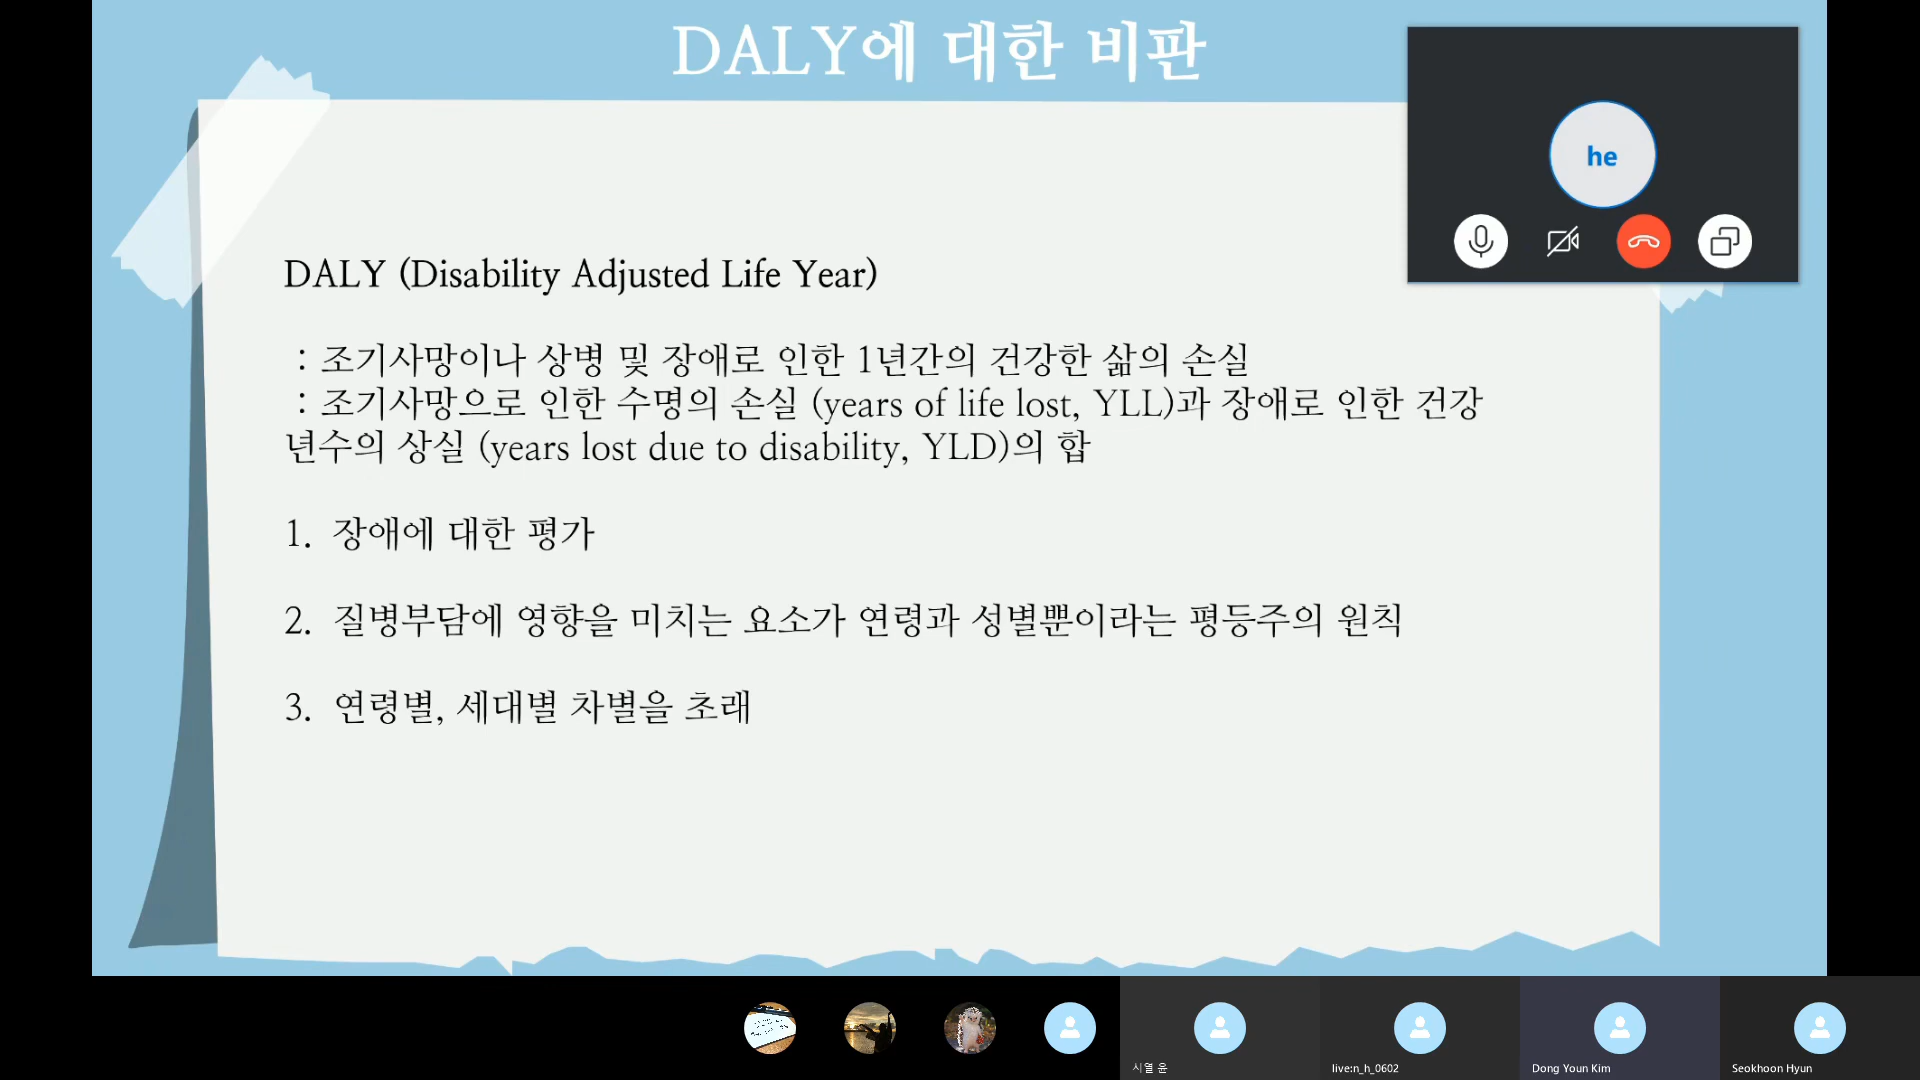 DALY에 대한 비판
he
DALY (Disability Adjusted Life Year)
: 조기사망이나 상병 및 장애로 인한 1년간의 건강한 삶의 손실
: 조기사망으로 인한 수명의 손실 (years of life lost, YLL)과 장애로 인한 건강
년수의 상실 (years lost due to disability, YLD)의 합
1. 장애에 대한 평가
2. 질병부담에 영향을 미치는 요소가 연령과 성별뿐이라는 평등주의 원칙
3. 연령별, 세대별 차별을 초래
시열 윤
live:n_h_0602
Dong Youn Kim
Seokhoon Hyun